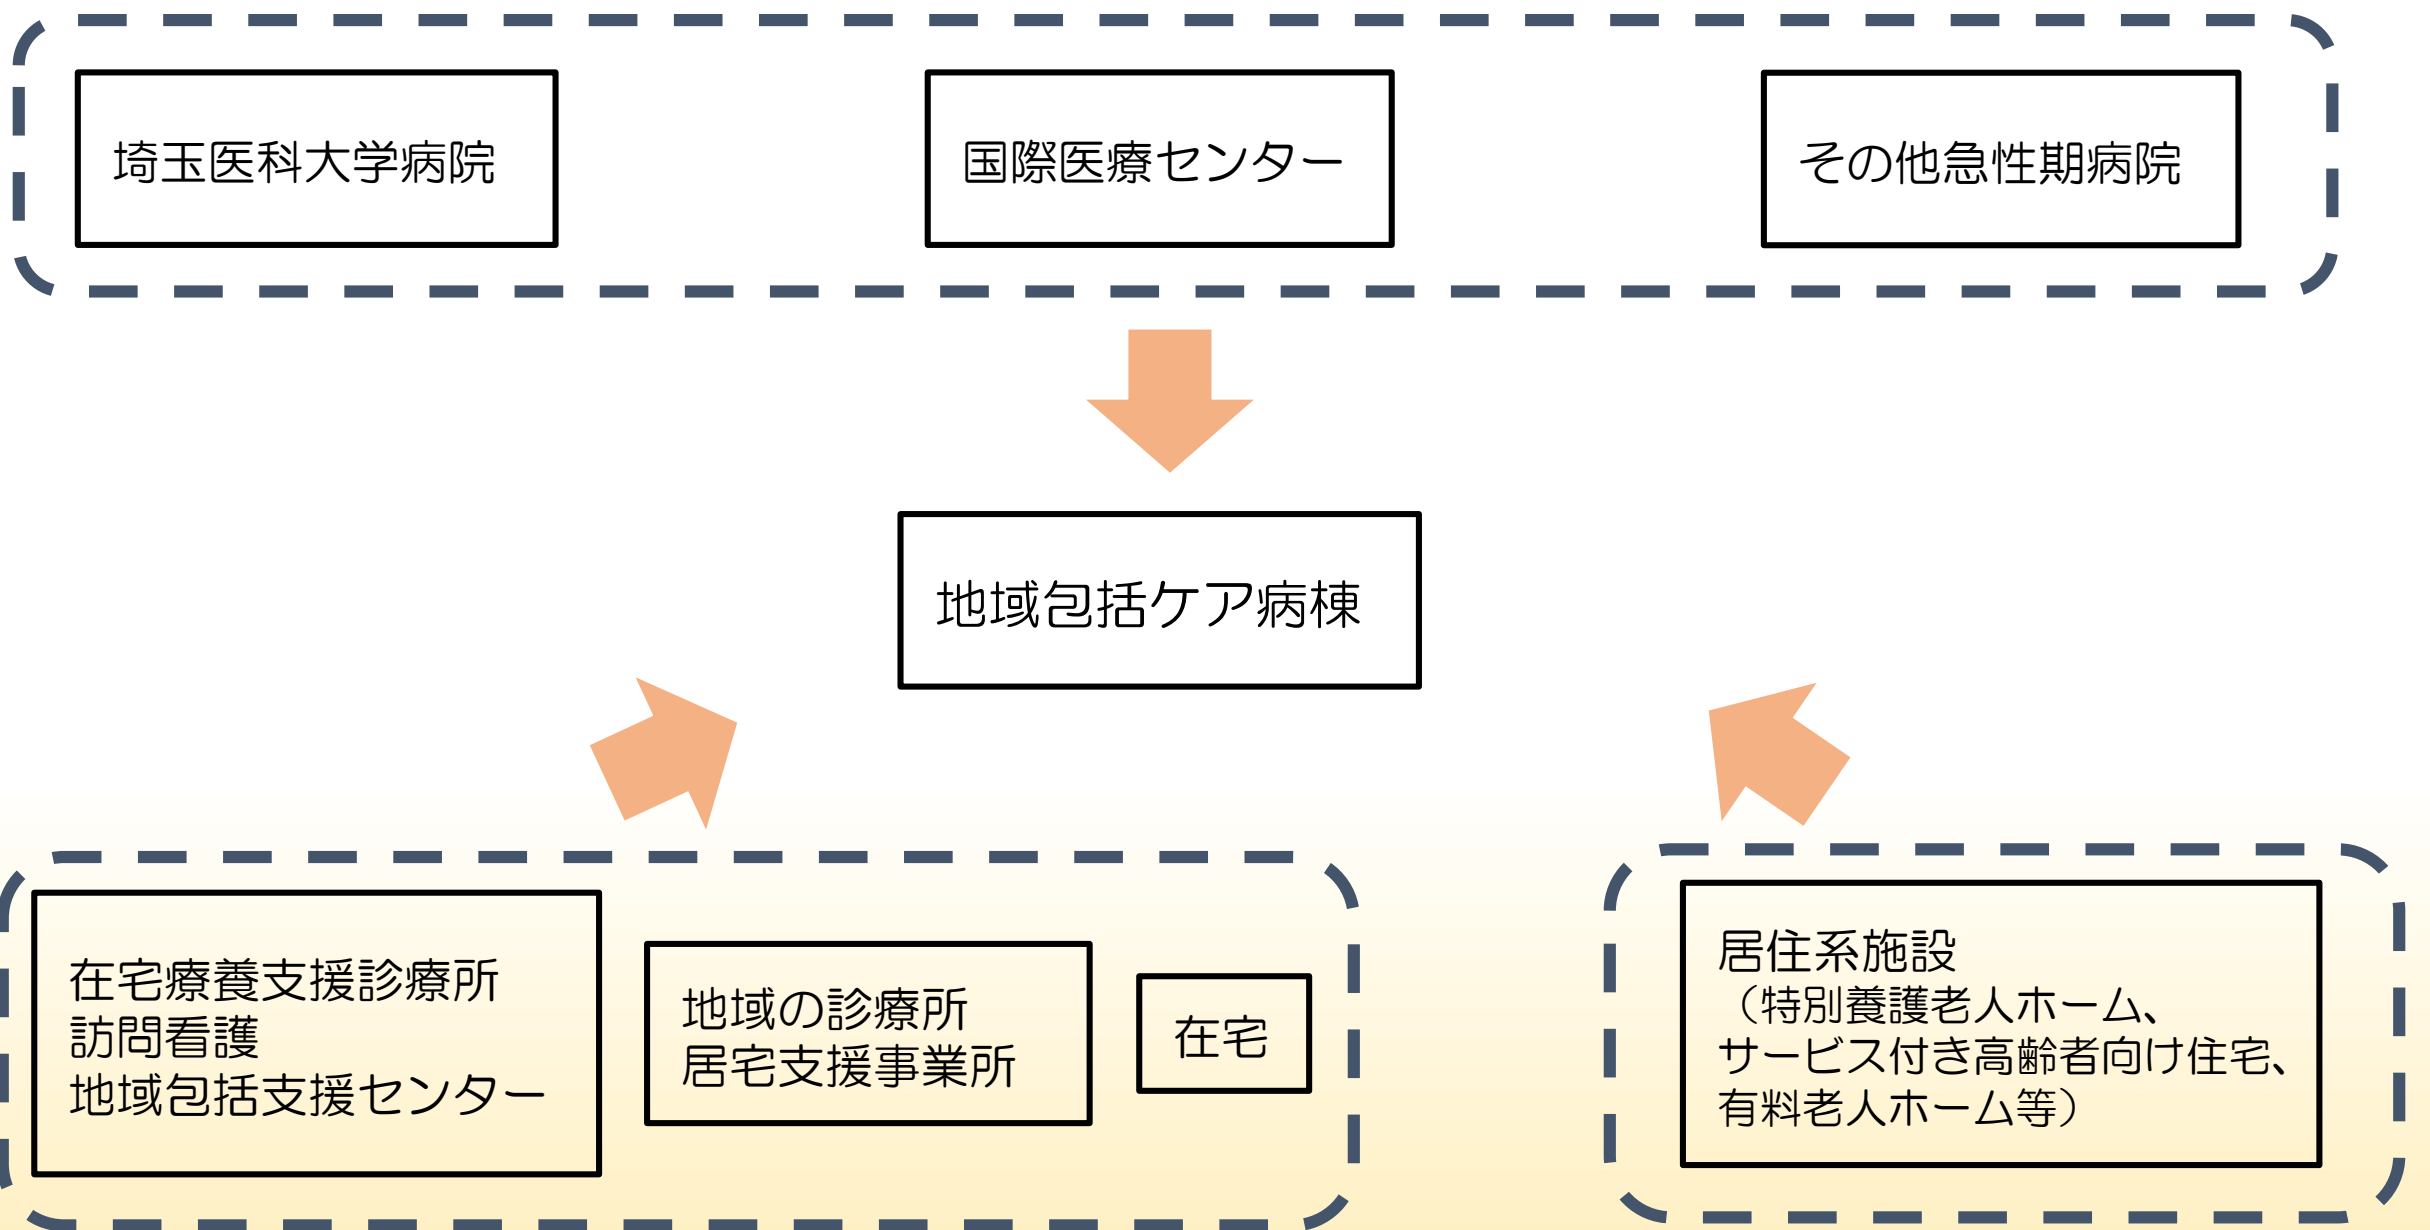 埼玉医科大学病院
国際医療センター
その他急性期病院
地域包括ケア病棟
在宅療養支援診療所
訪問看護
地域包括支援センター
地域の診療所
居宅支援事業所
在宅
居住系施設
（特別養護老人ホーム、
サービス付き高齢者向け住宅、
有料老人ホーム等）